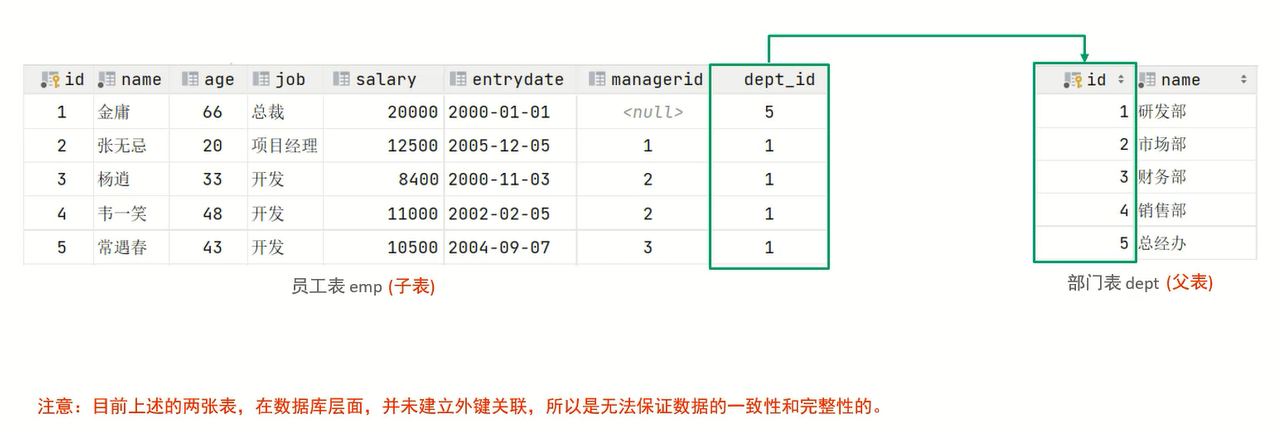 id name age job salary entrydate managerid dept_id
1 金庸 66 总裁 20000 2000-01-01 <null> 5
2 张无忌 20 项目经理 12500 2005-12-05 1 1
3 杨逍 33 开发 8400 2000-11-03 2 1
4 韦一笑 48 开发 11000 2002-02-05 2 1
5 常遇春 43 开发 10500 2004-09-07 3 1
员工表 emp (子表)
id name
1 研发部
2 市场部
3 财务部
4 销售部
5 总经办
部门表 dept (父表)
注意：目前上述的两张表，在数据库层面，并未建立外键关联，所以是无法保证数据的一致性和完整性的。